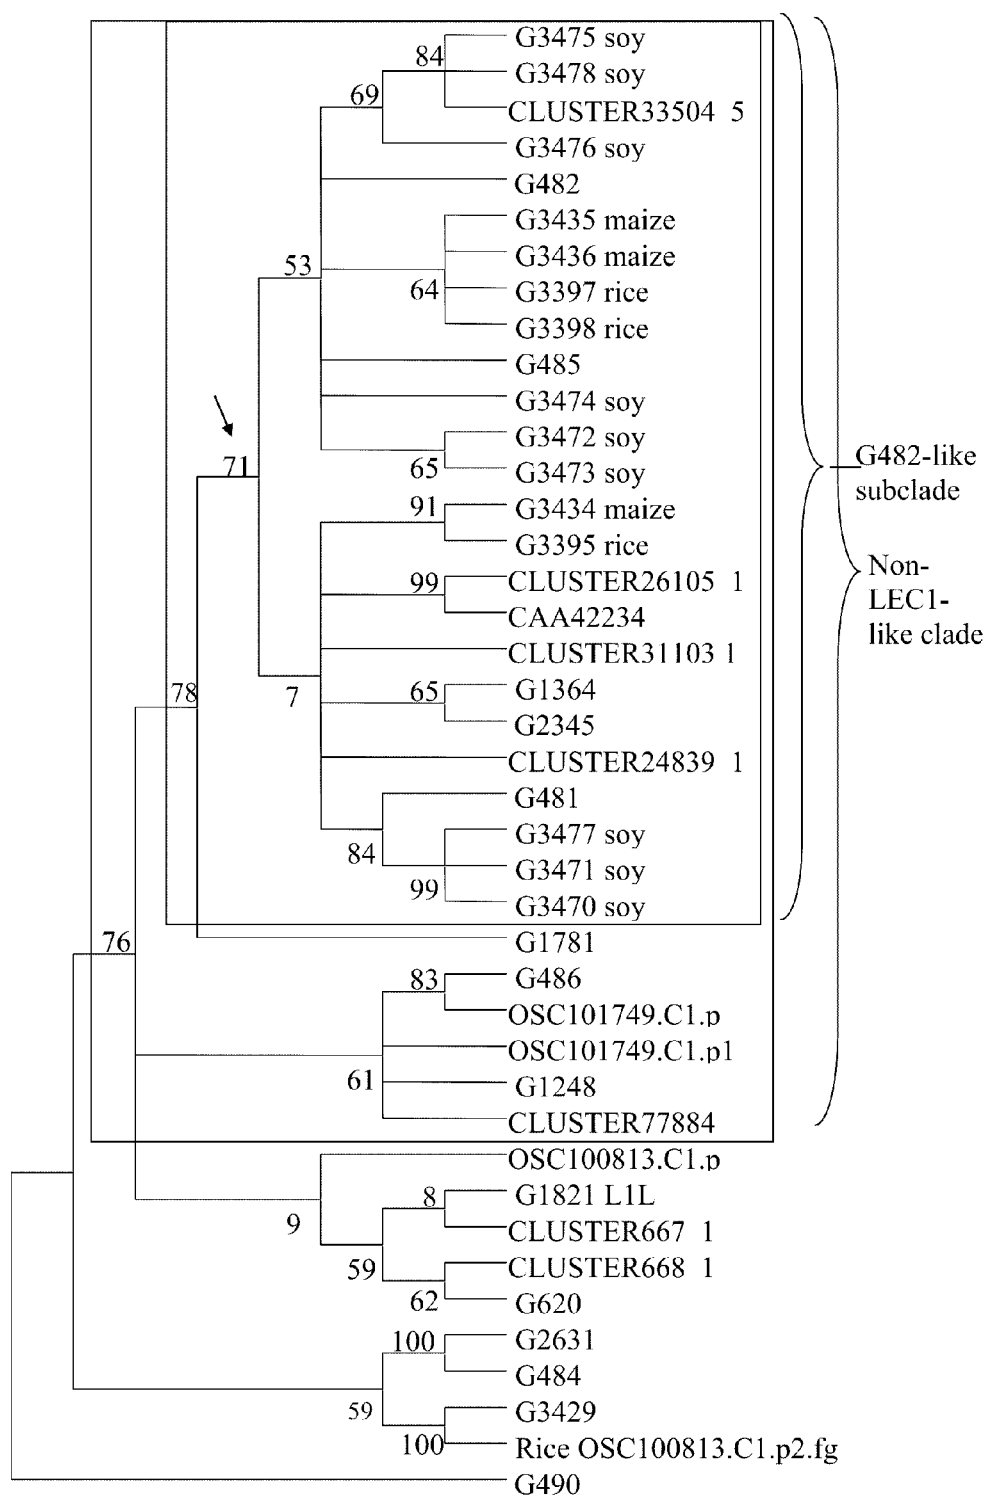 G3475 soy
84
G3478 soy
69
CLUSTER33504 5
G3476 soy
G482
G3435 maize
G3436 maize
53
64
G3397 rice
G3398 rice
G485
G3474 soy
G3472 soy
71
65
G3473 soy
G482-like
subclade
91
G3434 maize
G3395 rice
99
CLUSTER26105 1
Non-
LEC1-
like clade
CAA42234
CLUSTER31103 1
78
7
65
G1364
G2345
CLUSTER24839 1
G481
G3477 soy
84
G3471 soy
99
G3470 soy
76
G1781
83
G486
OSC101749.C1.p
OSC101749.C1.p1
61
G1248
CLUSTER77884
OSC100813.C1.p
8
G1821 L1L
9
CLUSTER667 1
59
CLUSTER668 1
62
G620
100
G2631
G484
59
G3429
100
Rice OSC100813.C1.p2.fg
G490